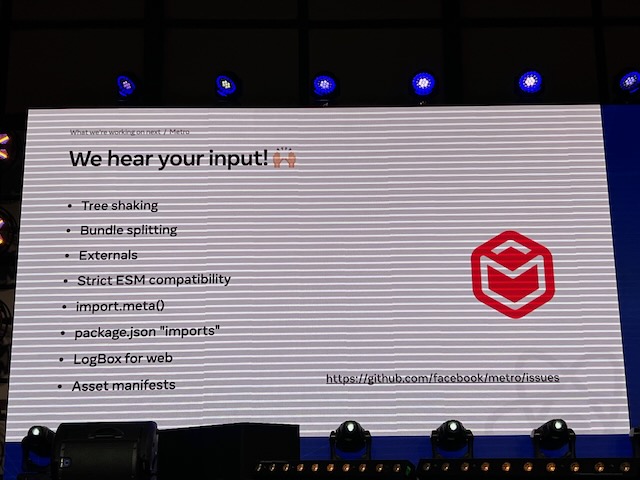 What we're working on next / Metro
We hear your input! 🙌
• Tree shaking
• Bundle splitting
• Externals
• Strict ESM compatibility
• import.meta()
• package.json "imports"
• LogBox for web
• Asset manifests
https://github.com/facebook/metro/issues